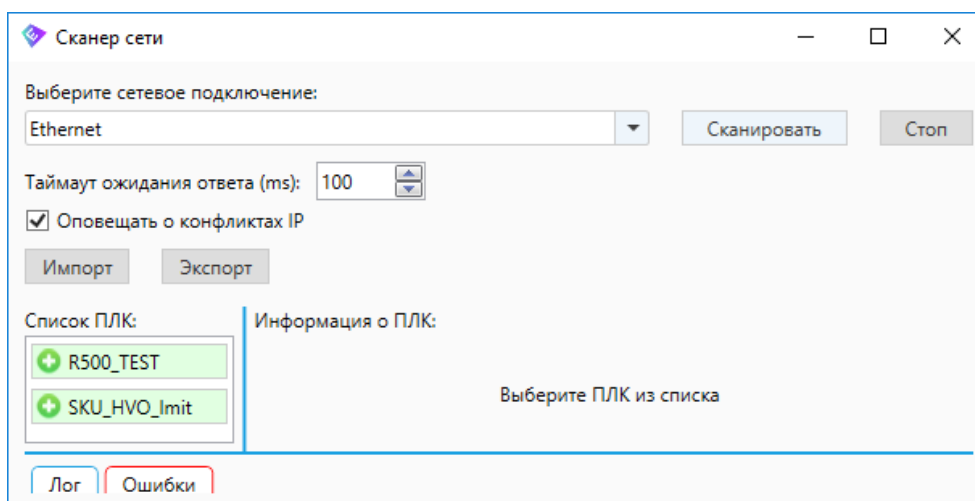 Сканер сети
Выберите сетевое подключение:
Ethernet
Сканировать
Стоп
Таймаут ожидания ответа (ms):
100
Оповещать о конфликтах IP
Импорт
Экспорт
Список ПЛК:
Информация о ПЛК:
R500_TEST
SKU_HVO_Imit
Выберите ПЛК из списка
Лог
Ошибки